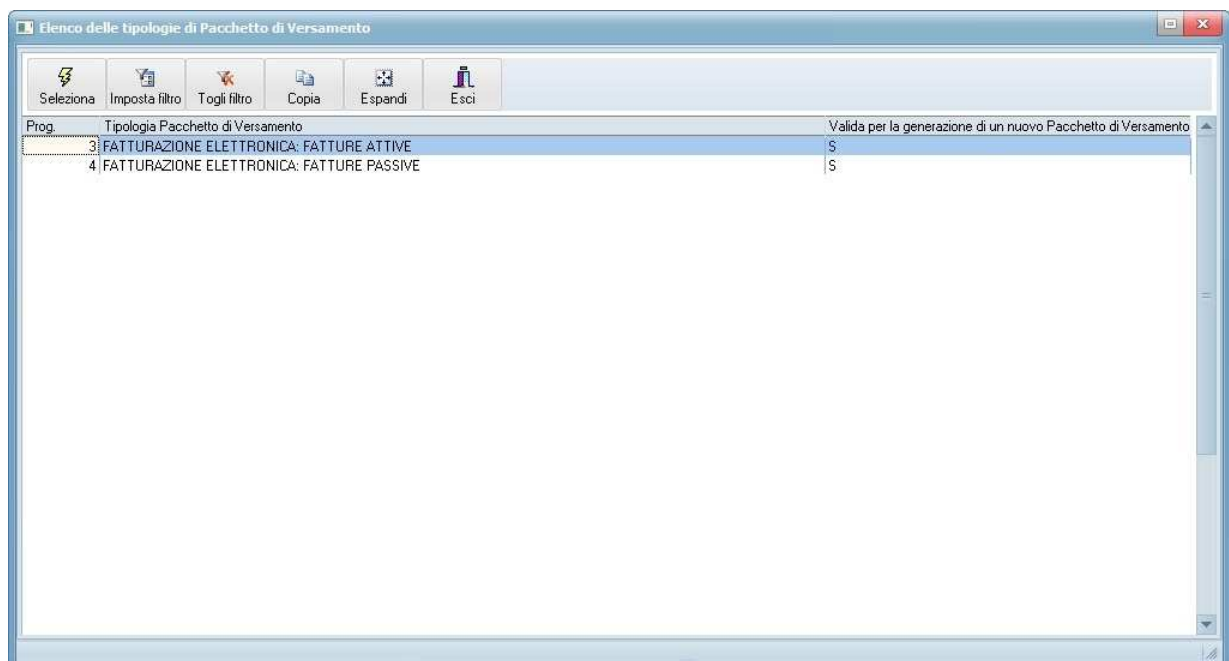 Elenco delle tipologie di Pacchetto di Versamento
Seleziona Imposta filtro Togli filtro Copia Espandi Esci
Prog. Tipologia Pacchetto di Versamento Valida per la generazione di un nuovo Pacchetto di Versamento
3 FATTURAZIONE ELETTRONICA: FATTURE ATTIVE S
4 FATTURAZIONE ELETTRONICA: FATTURE PASSIVE S